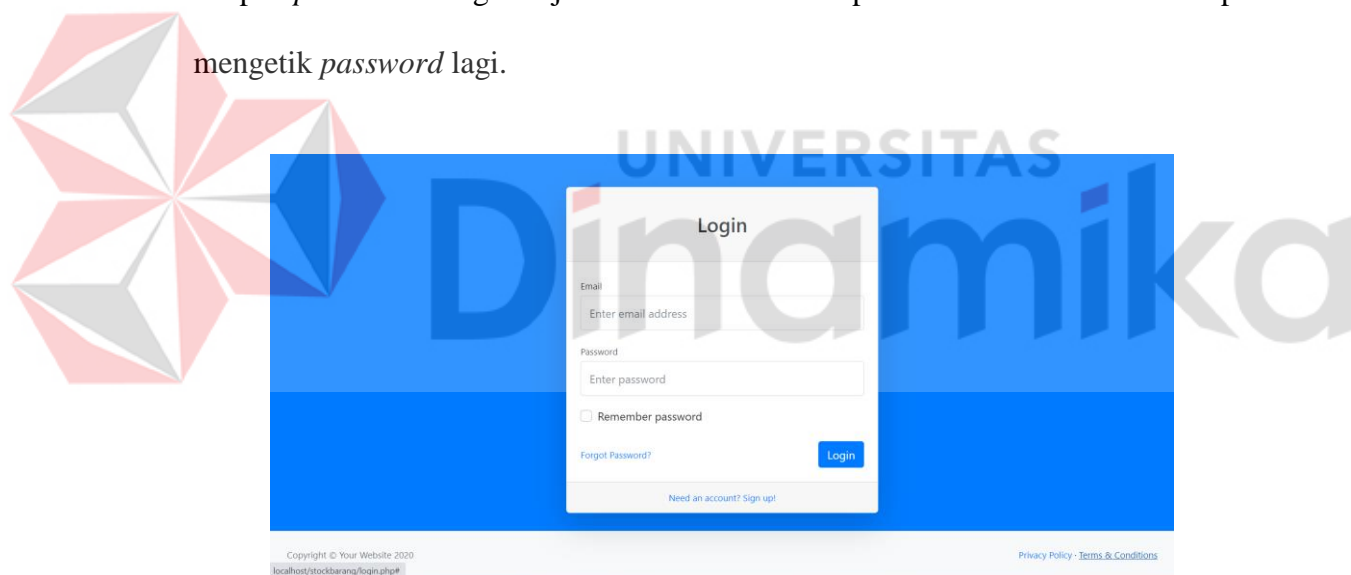 mengetik password lagi.
UNIVERSITAS
Dinamika
Login
Email
Enter email address
Password
Enter password
Remember password
Forgot Password?
Login
Need an account? Sign up!
Copyright © Your Website 2020
Privacy Policy · Terms & Conditions
localhost/stockbarang/login.php#